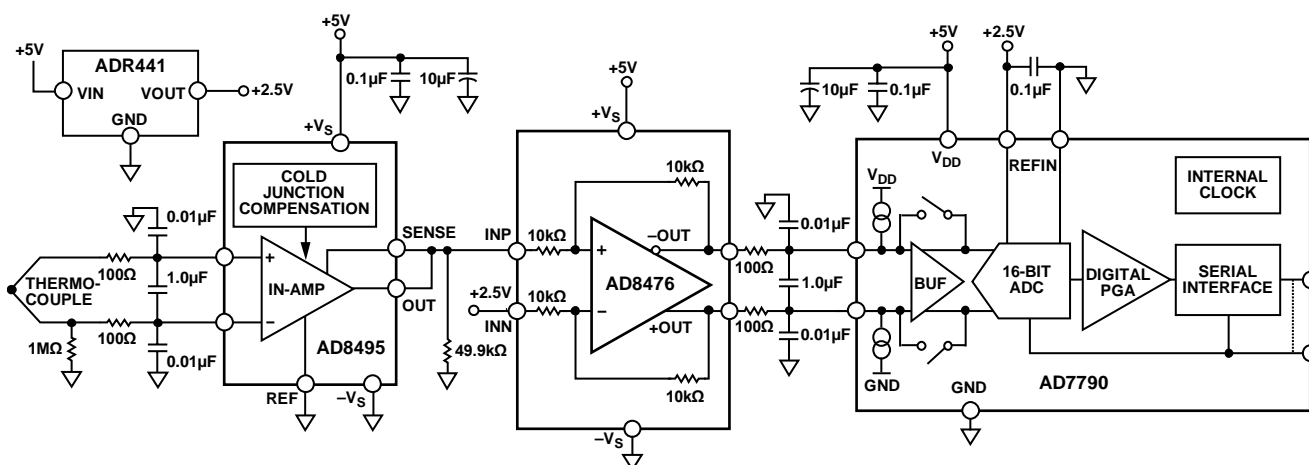 +5V
ADR441
VIN
VOUT
+2.5V
GND
+5V
0.1µF
10µF
+VS
COLD
JUNCTION
COMPENSATION
0.01µF
100Ω
THERMO-
COUPLE
1.0µF
100Ω
1MΩ
0.01µF
+
IN-AMP
–
AD8495
SENSE
OUT
REF
–VS
49.9kΩ
+5V
+VS
10kΩ
INP
10kΩ
+
–OUT
AD8476
+2.5V
10kΩ
INN
–
+OUT
10kΩ
–VS
0.01µF
100Ω
1.0µF
100Ω
0.01µF
+5V
+2.5V
10µF
0.1µF
0.1µF
VDD
REFIN
VDD
INTERNAL
CLOCK
BUF
16-BIT
ADC
DIGITAL
PGA
SERIAL
INTERFACE
GND
GND
AD7790